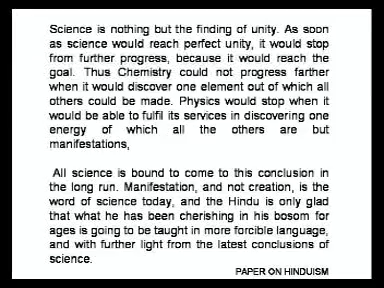 Science is nothing but the finding of unity. As soon
as science would reach perfect unity, it would stop
from further progress, because it would reach the
goal. Thus Chemistry could not progress farther
when it would discover one element out of which all
others could be made. Physics would stop when it
would be able to fulfil its services in discovering one
energy of which all the others are but
manifestations,
All science is bound to come to this conclusion in
the long run. Manifestation, and not creation, is the
word of science today, and the Hindu is only glad
that what he has been cherishing in his bosom for
ages is going to be taught in more forcible language,
and with further light from the latest conclusions of
science.
PAPER ON HINDUISM